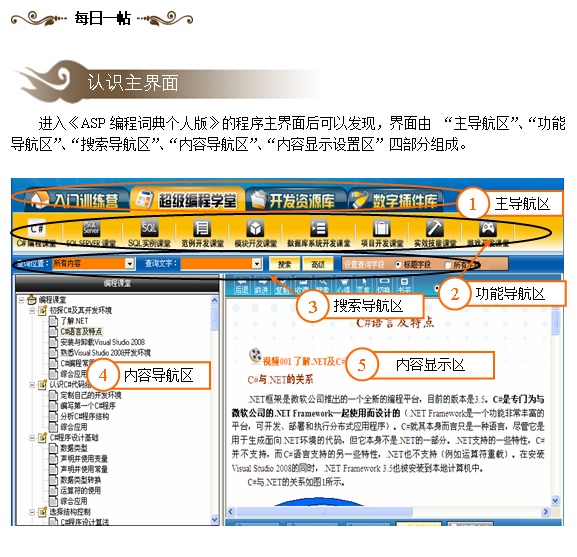 每日一帖
认识主界面
进入《ASP 编程词典个人版》的程序主界面后可以发现，界面由 “主导航区”、“功能
导航区”、“搜索导航区”、“内容导航区”、“内容显示设置区” 四部分组成。
入门训练营 超级编程学堂 开发资源库 数字插件库
1 主导航区
C# 编程课堂 SQL SERVER 课堂 SQL 实例课堂 范例开发课堂 模块开发课堂 数据库系统开发课堂 项目开发课堂 实效技能课堂
2 功能导航区
查询位置： 所有内容 查询文字： 搜索 高级 设置查询字段 标题字段
3 搜索导航区
编程课堂
编程课堂
初探C#及其开发环境
了解.NET
C#语言及特点
安装与卸载Visual Studio 2008
熟悉Visual Studio 2008开发环境
C#编程常用
综合应用
4 内容导航区
认识C#代码结
定制自己的开发环境
编写第一个C#程序
分析C#程序结构
综合应用
C#程序设计基础
数据类型
声明并使用变量
声明并使用常量
数据类型转换
运算符的使用
综合应用
选择结构控制
C#程序设计算法
C#语言及特点
视频001 了解.NET及C#
5 内容显示区
C#与.NET的关系
.NET框架是微软公司推出的一个全新的编程平台，目前的版本是3.5。C#是专门为与
微软公司的.NET Framework一起使用而设计的（.NET Framework是一个功能非常丰富的
平台，可开发、部署和执行分布式应用程序）。C#就其本身而言只是一种语言，尽管它是
用于生成面向.NET环境的代码，但它本身不是.NET的一部分。.NET支持的一些特性，C#
并不支持，而C#语言支持的另一些特性，.NET也不支持（例如运算符重载）。在安装
Visual Studio 2008的同时，.NET Framework 3.5也被安装到本地计算机中。
C#与.NET的关系如图1所示。